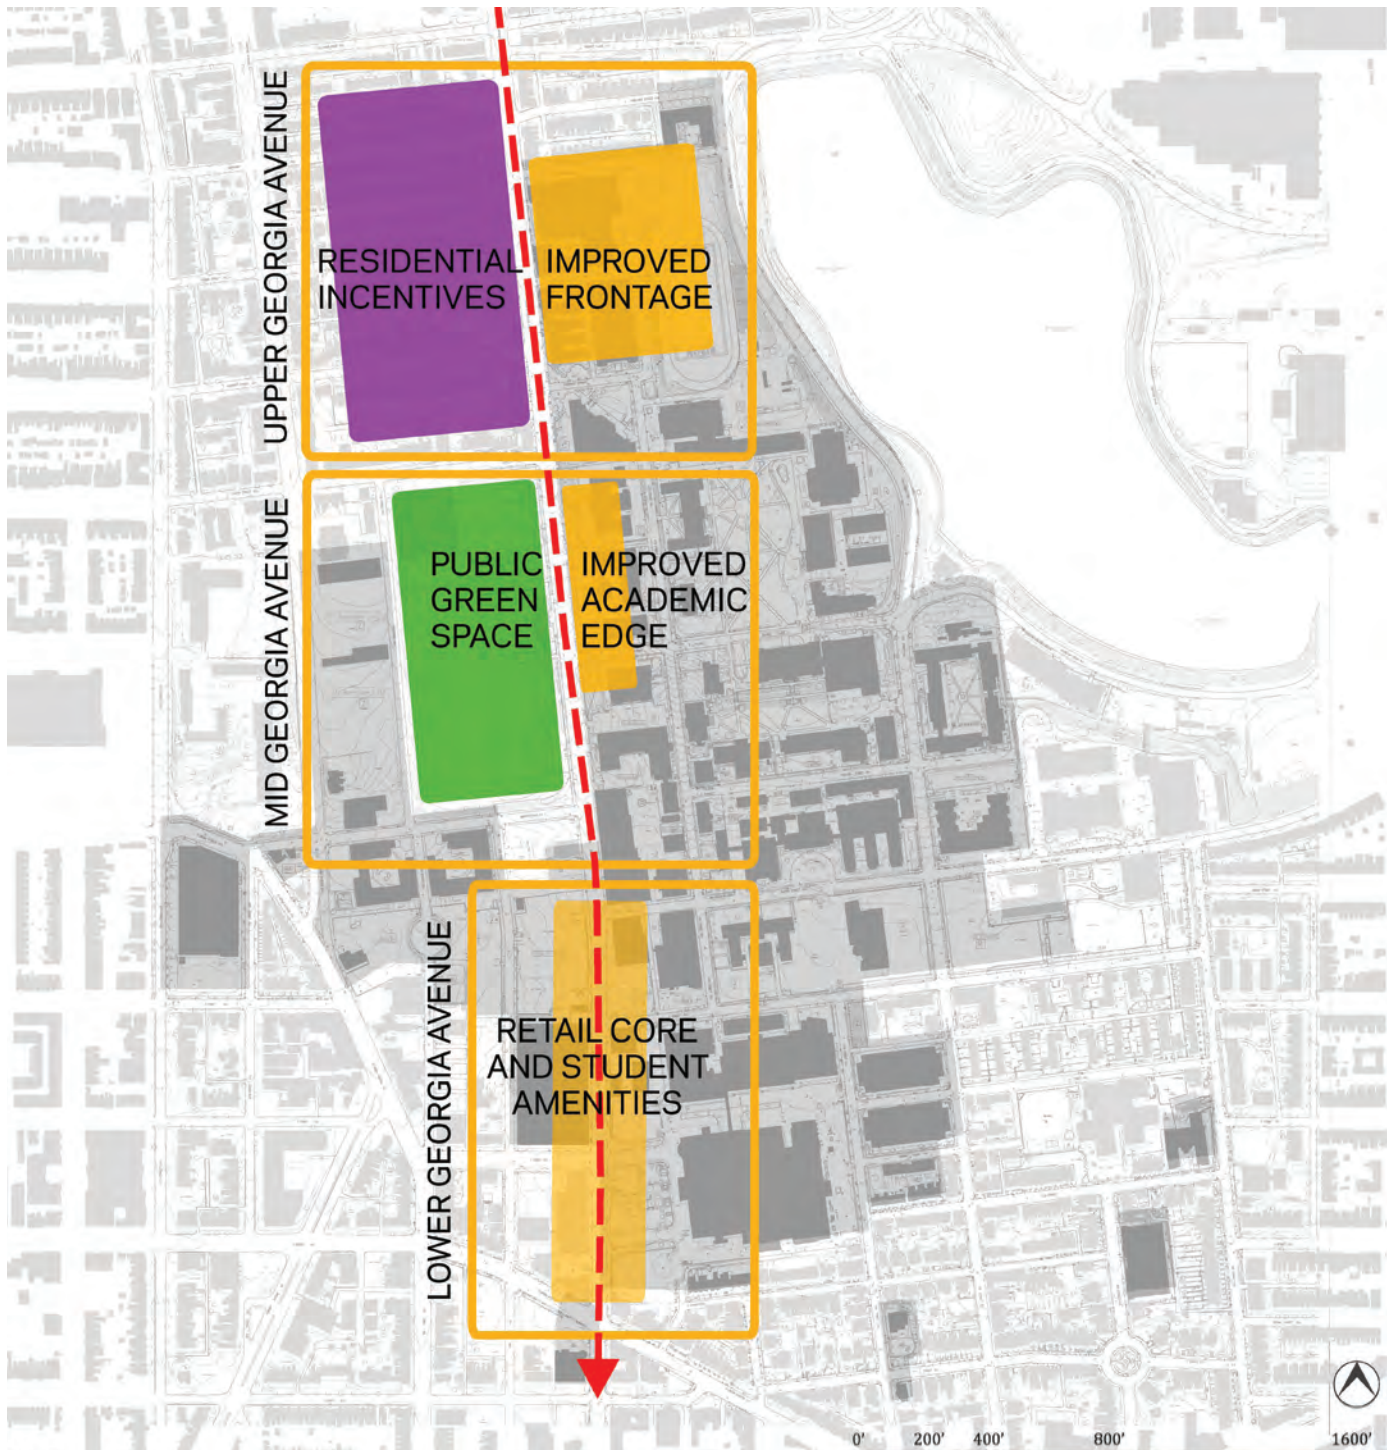 UPPER GEORGIA AVENUE
RESIDENTIAL
INCENTIVES
IMPROVED
FRONTAGE
MID GEORGIA AVENUE
PUBLIC
GREEN
SPACE
IMPROVED
ACADEMIC
EDGE
LOWER GEORGIA AVENUE
RETAIL CORE
AND STUDENT
AMENITIES
0' 200' 400' 800' 1600'